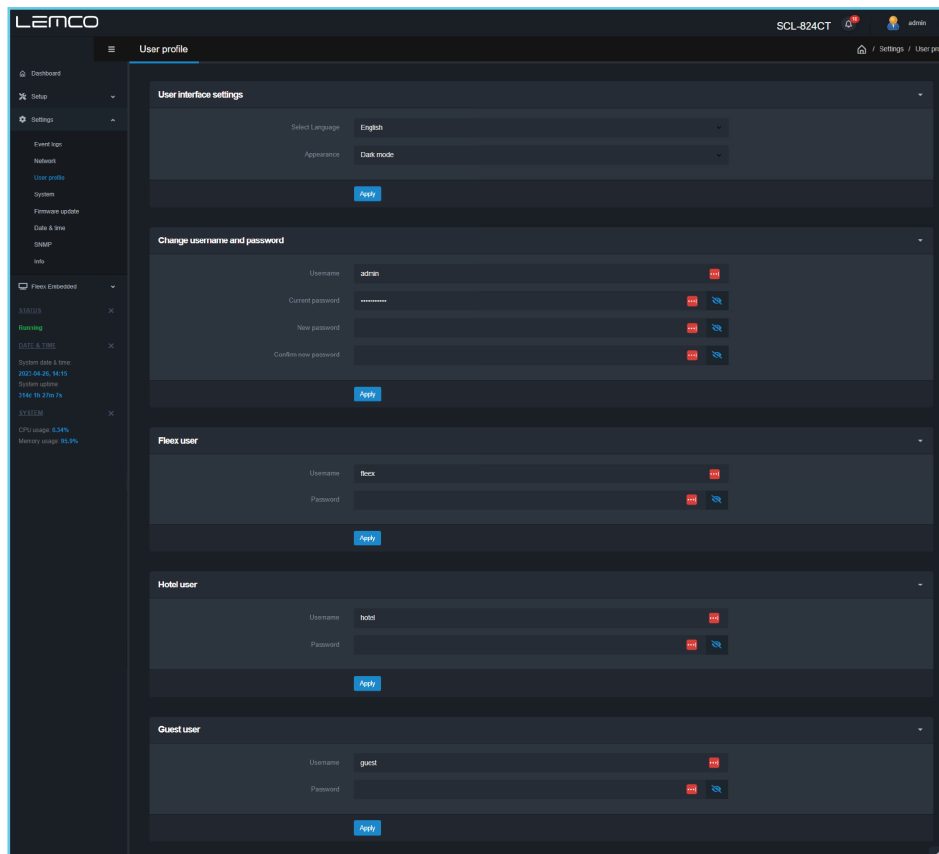 LEMCO
SCL-824CT
admin
User profile
/ Settings / User pr
Dashboard
Setup
Settings
Event logs
Network
User profile
System
Firmware update
Date & time
SNMP
Info
Fleex Embedded
STATUS
Running
DATE & TIME
System date & time:
2023-04-26, 14:15
System uptime
314d 1h 27m 7s
SYSTEM
CPU usage: 0.34%
Memory usage: 95.9%
User interface settings
Select Language English
Appearance Dark mode
Apply
Change username and password
Username admin
Current password •••••••••••
New password
Confirm new password
Apply
Fleex user
Username fleex
Password
Apply
Hotel user
Username hotel
Password
Apply
Guest user
Username guest
Password
Apply